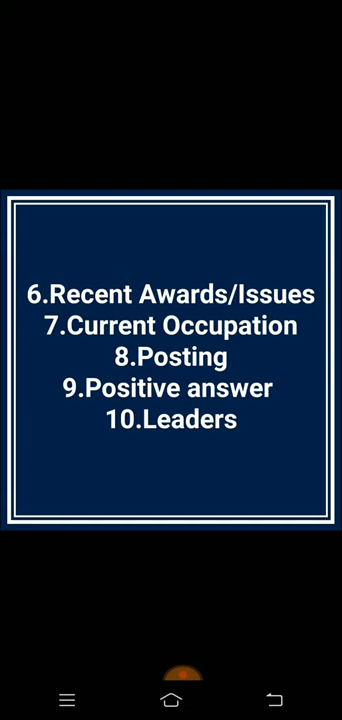 6.Recent Awards/Issues
7.Current Occupation
8.Posting
9.Positive answer
10.Leaders